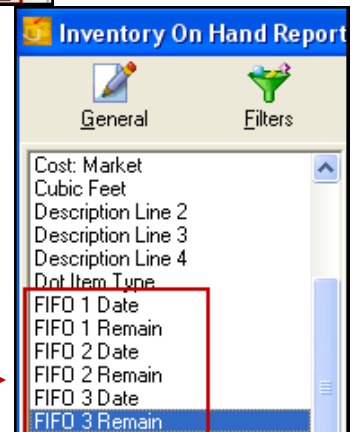 Inventory On Hand Report
General Filters
Cost: Market
Cubic Feet
Description Line 2
Description Line 3
Description Line 4
Dot Item Type
FIFO 1 Date
FIFO 1 Remain
FIFO 2 Date
FIFO 2 Remain
FIFO 3 Date
FIFO 3 Remain